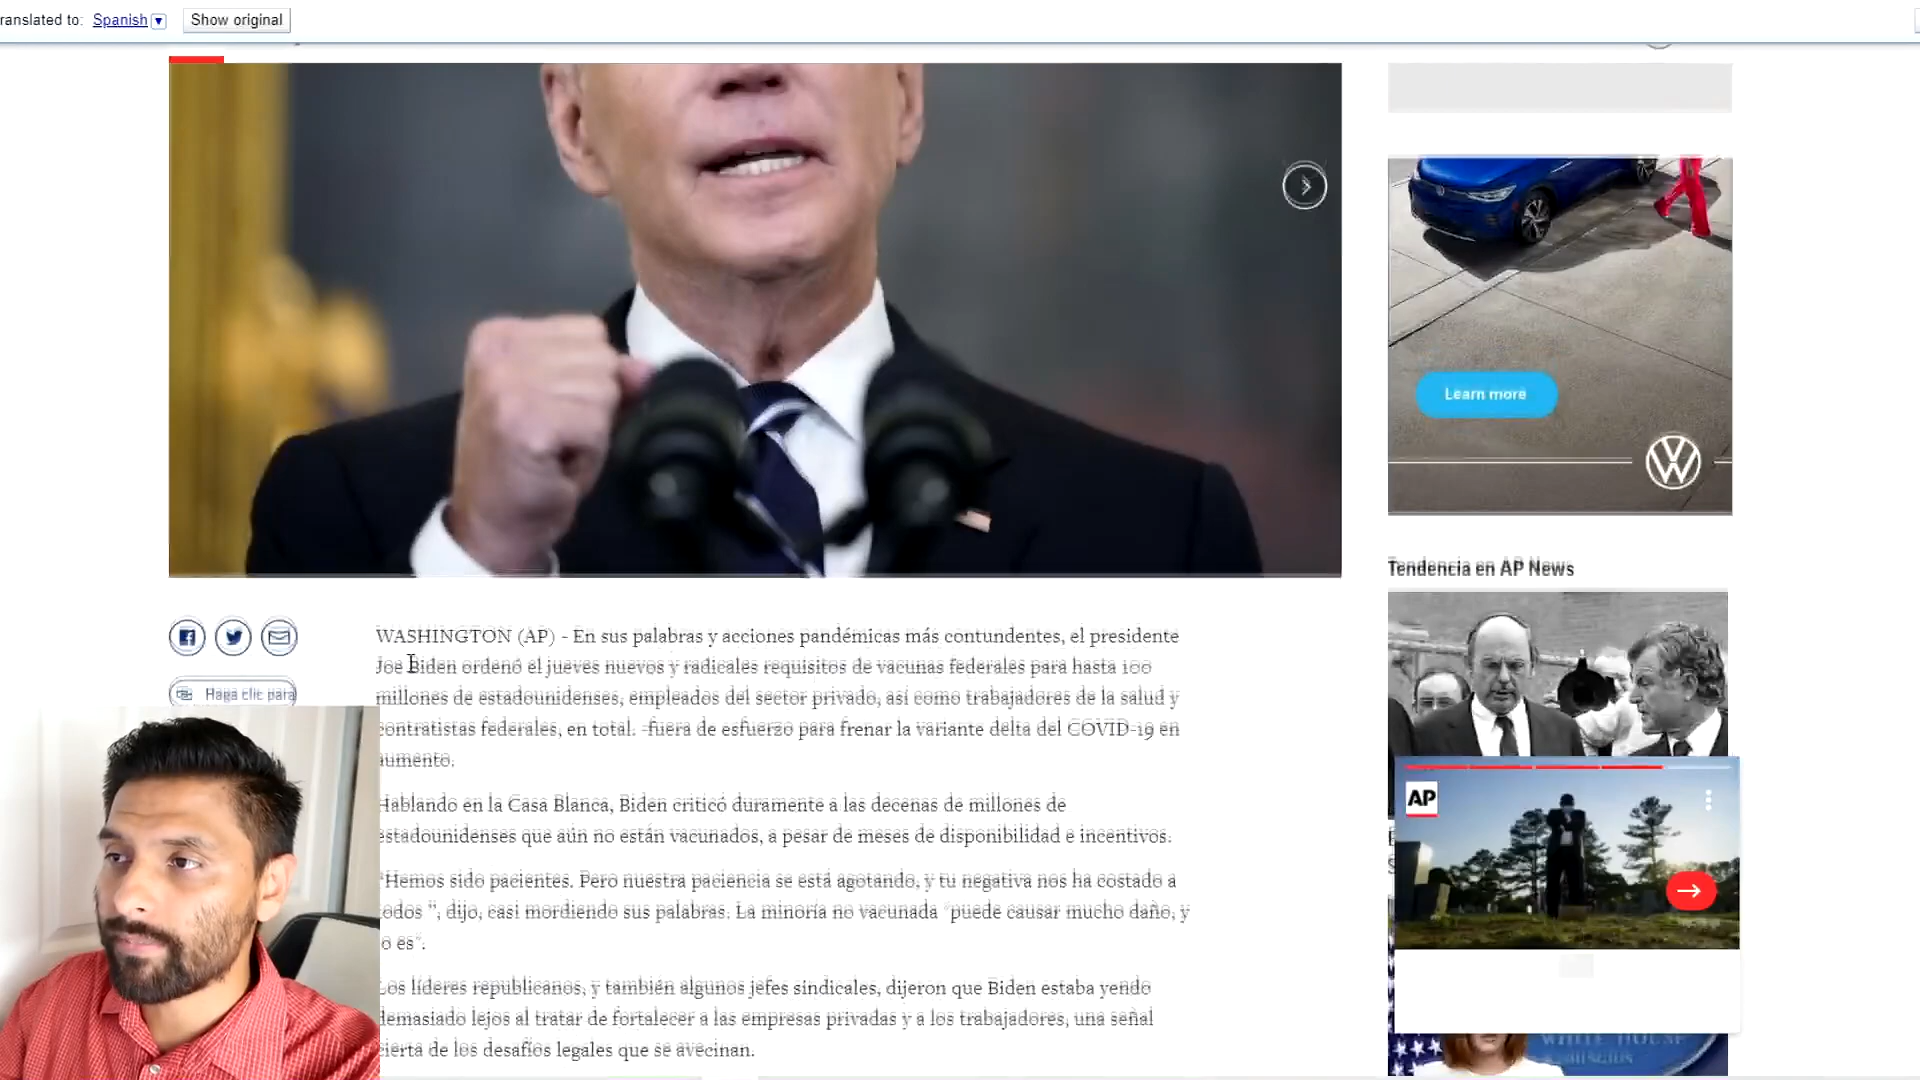 ranslated to: Spanish Show original
Learn more
Tendencia en AP News
WASHINGTON (AP) - En sus palabras y acciones pandémicas más contundentes, el presidente
Joe Biden ordenó el jueves nuevos y radicales requisitos de vacunas federales para hasta 100
millones de estadounidenses, empleados del sector privado, así como trabajadores de la salud y
contratistas federales, en total. -fuera de esfuerzo para frenar la variante delta del COVID-19 en
aumento.
Haga clic para
Hablando en la Casa Blanca, Biden criticó duramente a las decenas de millones de
estadounidenses que aún no están vacunados, a pesar de meses de disponibilidad e incentivos.
"Hemos sido pacientes. Pero nuestra paciencia se está agotando, y tu negativa nos ha costado a
todos ", dijo, casi mordiendo sus palabras. La minoría no vacunada "puede causar mucho daño, y
lo es".
Los líderes republicanos, y también algunos jefes sindicales, dijeron que Biden estaba yendo
demasiado lejos al tratar de fortalecer a las empresas privadas y a los trabajadores, una señal
cierta de los desafíos legales que se avecinan.
AP
WHITE HOUSE